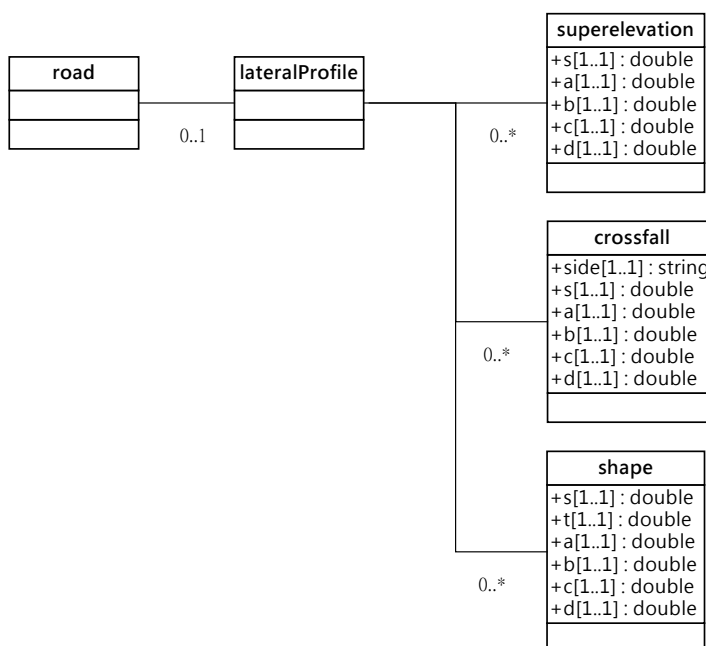 superelevation
+s[1..1] : double
+a[1..1] : double
+b[1..1] : double
+c[1..1] : double
+d[1..1] : double
road
lateralProfile
0..1
0..*
crossfall
+side[1..1] : string
+s[1..1] : double
+a[1..1] : double
+b[1..1] : double
+c[1..1] : double
+d[1..1] : double
0..*
shape
+s[1..1] : double
+t[1..1] : double
+a[1..1] : double
+b[1..1] : double
+c[1..1] : double
+d[1..1] : double
0..*